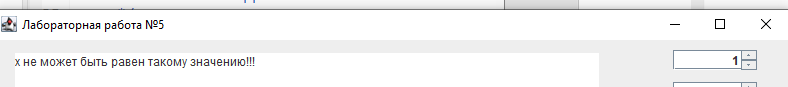 Лабораторная работа №5
x не может быть равен такому значению!!!
1